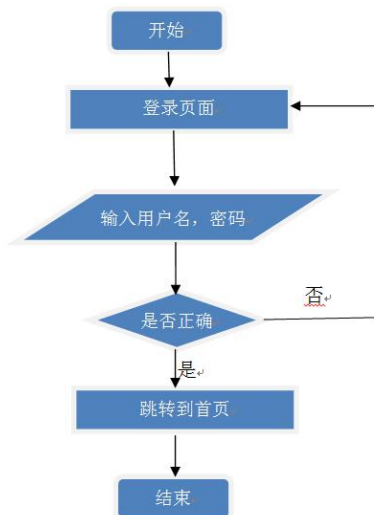 开始
登录页面
输入用户名，密码
是否正确
否
是
跳转到首页
结束